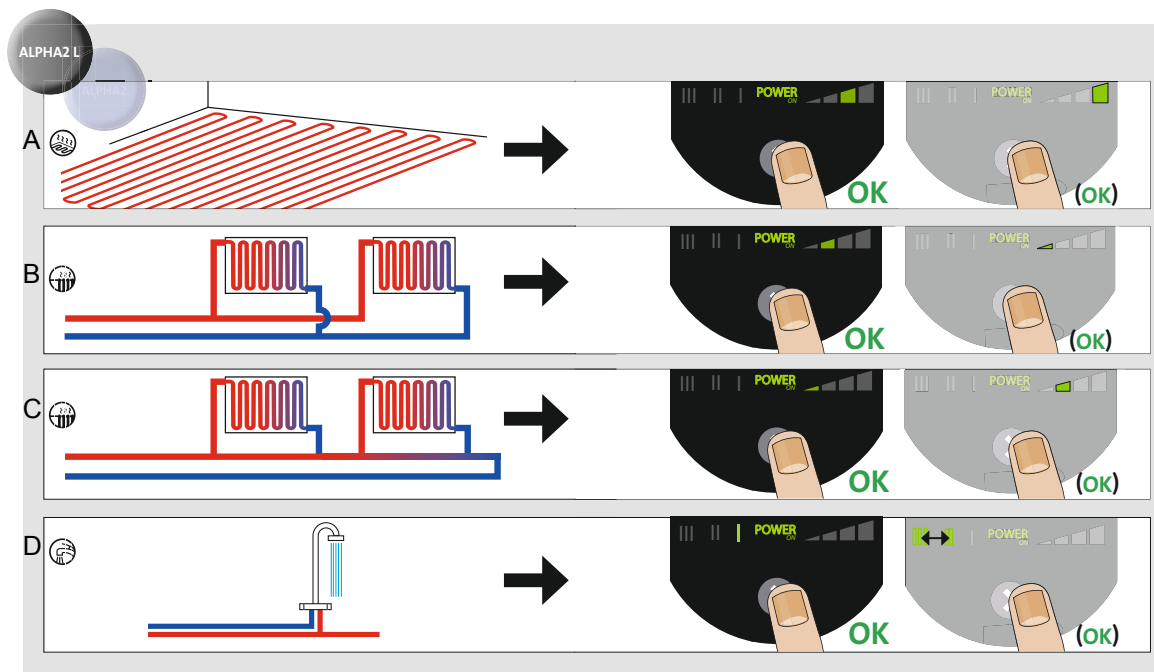 ALPHA2 L
ALPHA2
A
||| || | POWER ON
OK
||| || | POWER ON
(OK)
B
||| || | POWER ON
OK
||| || | POWER ON
(OK)
C
||| || | POWER ON
OK
||| || | POWER ON
(OK)
D
||| || | POWER ON
OK
| POWER ON
(OK)